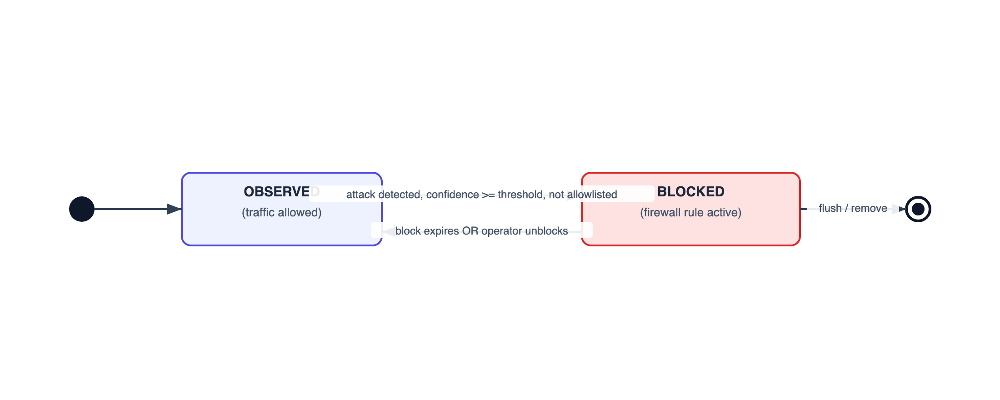 OBSERVED
(traffic allowed)
attack detected, confidence >= threshold, not allowlisted
block expires OR operator unblocks
BLOCKED
(firewall rule active)
flush / remove